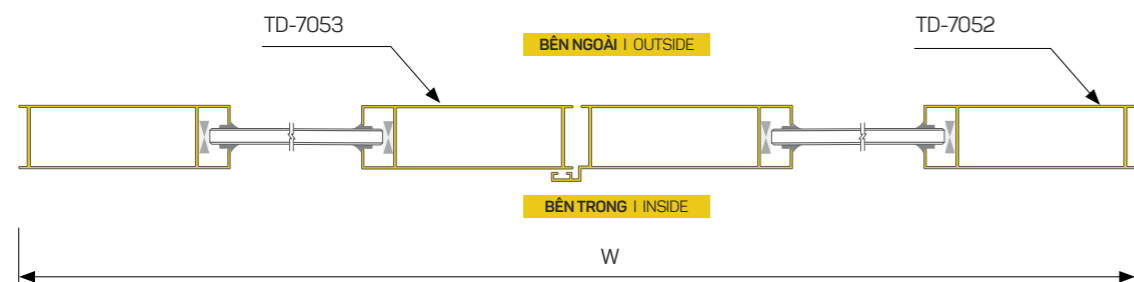 TD-7053
TD-7052
BÊN NGOÀI I OUTSIDE
BÊN TRONG I INSIDE
W